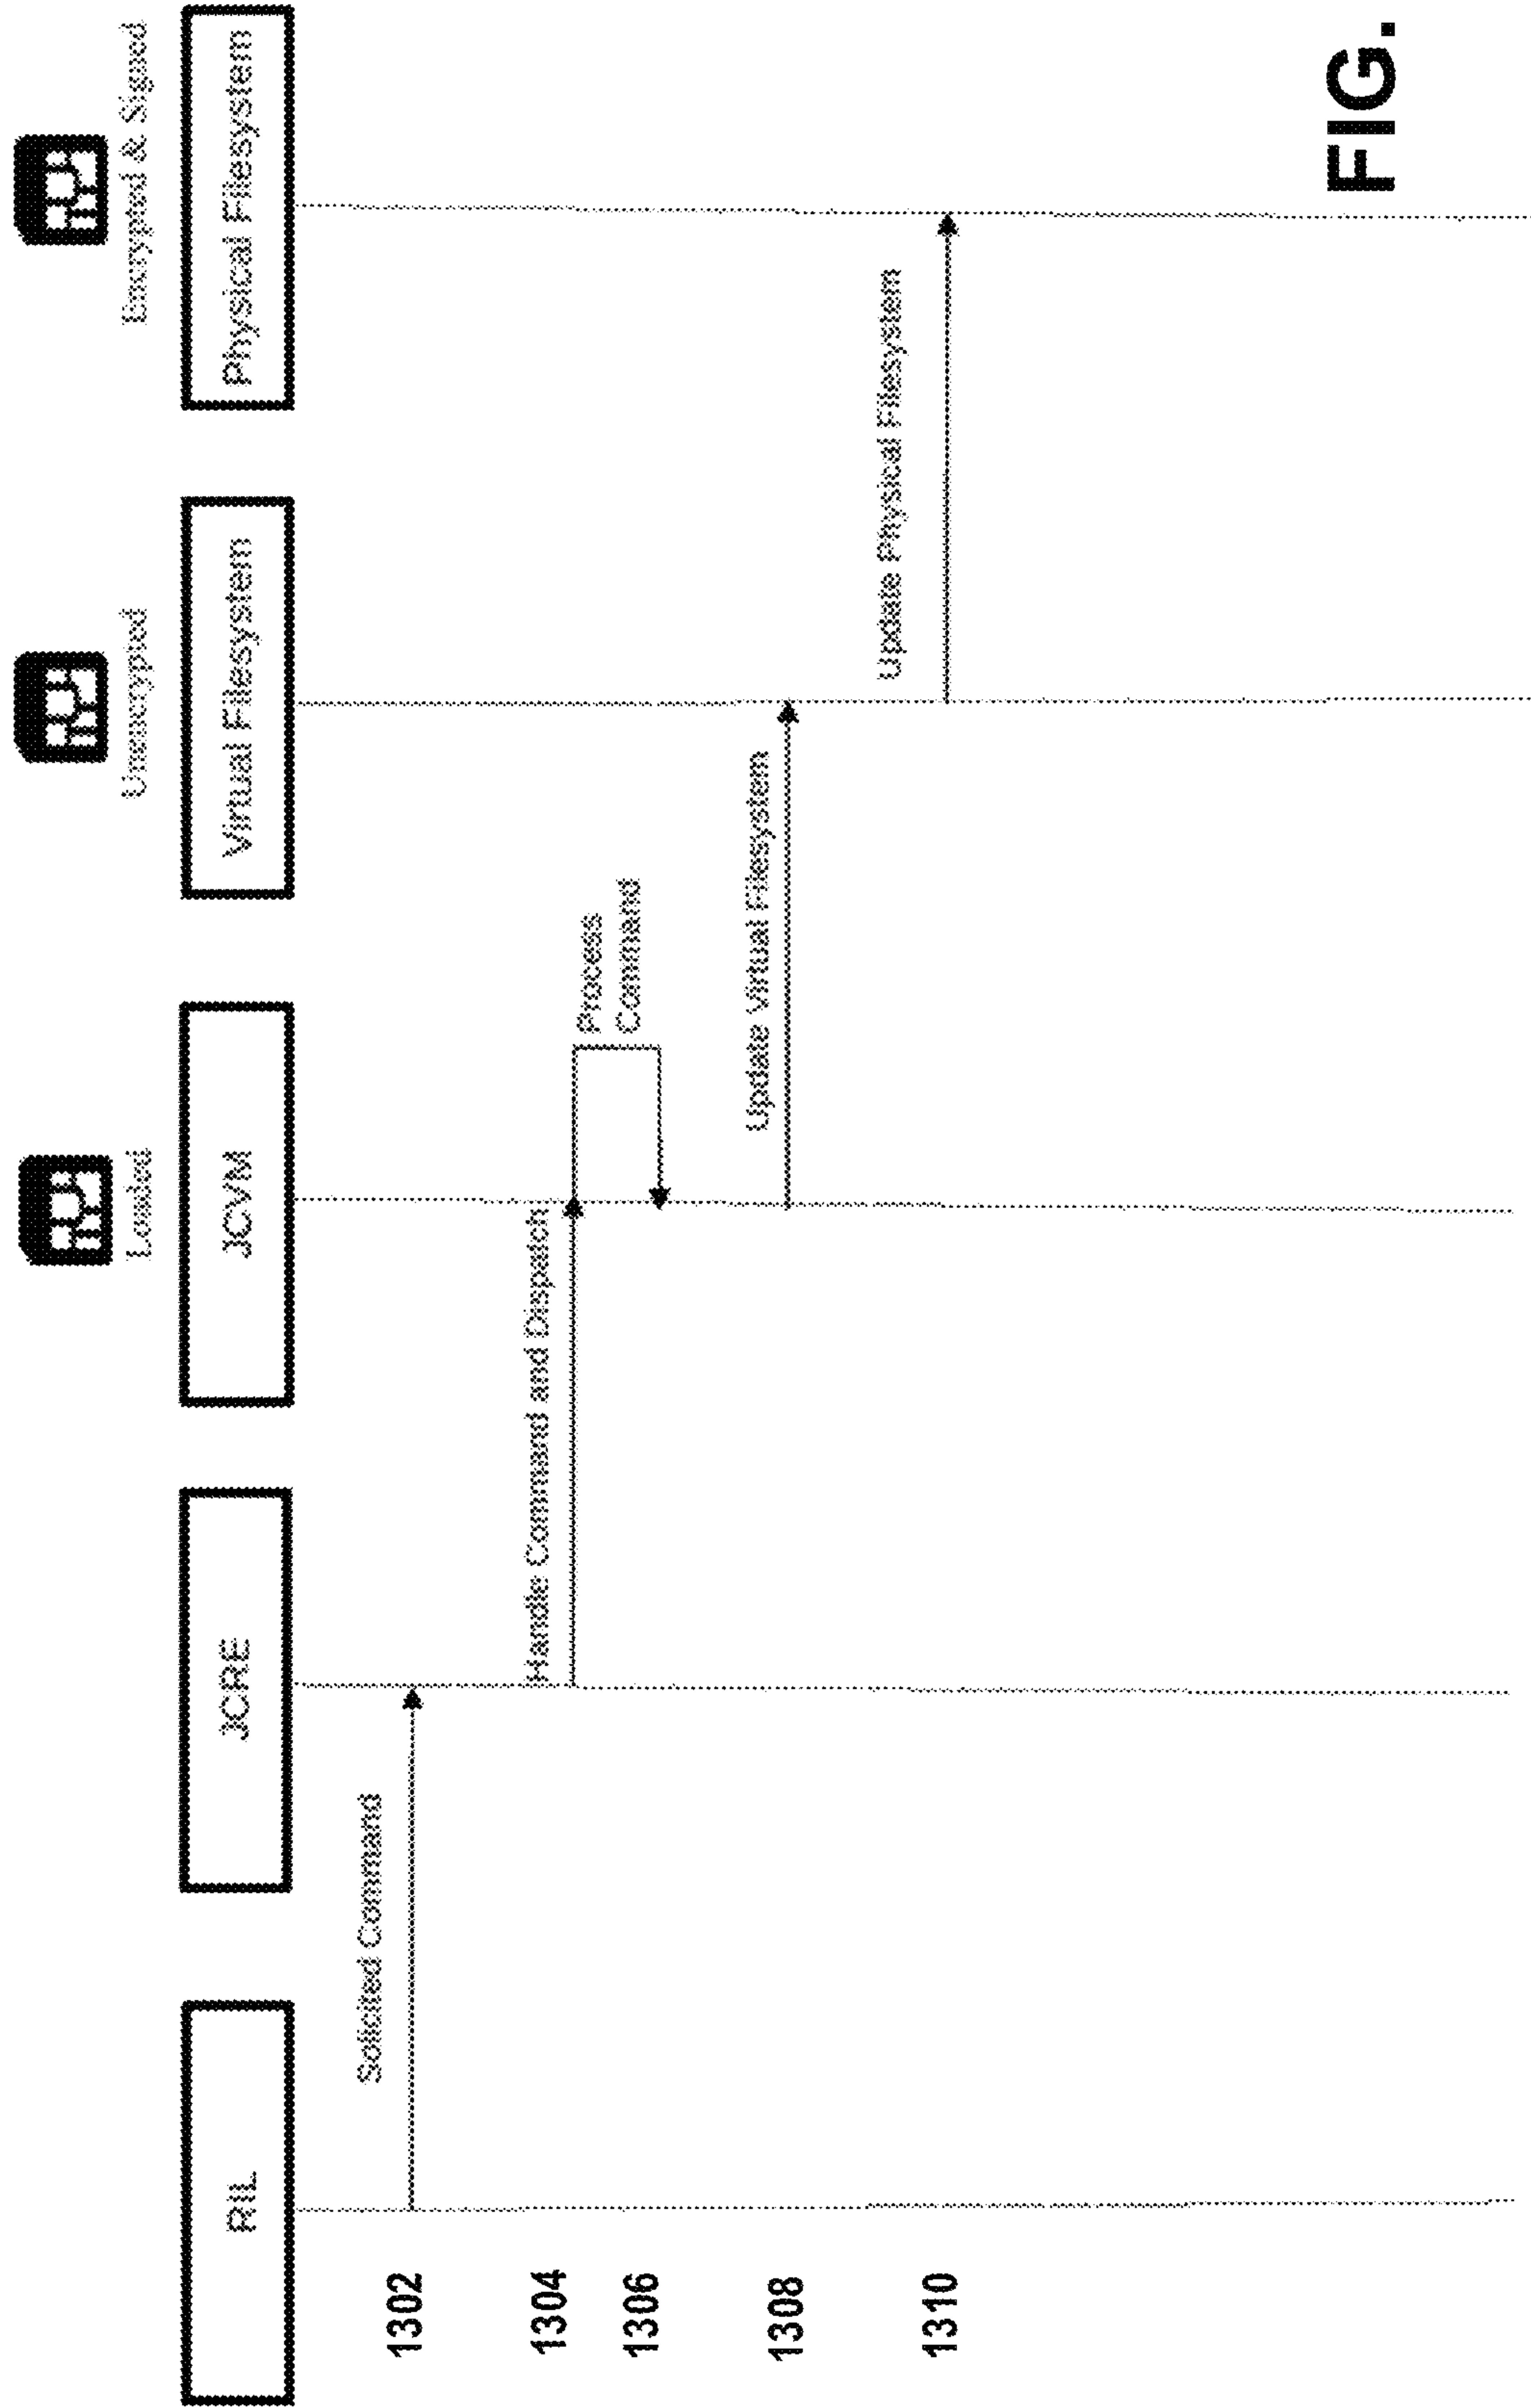 Loaded
Unencrypted
Encrypted & Signed
RIL
JCRE
JCVM
Virtual Filesystem
Physical Filesystem
1302
Solicited Command
1304
Handle Command and Dispatch
1306
Process
Command
1308
Update Virtual Filesystem
1310
Update Physical Filesystem
FIG.